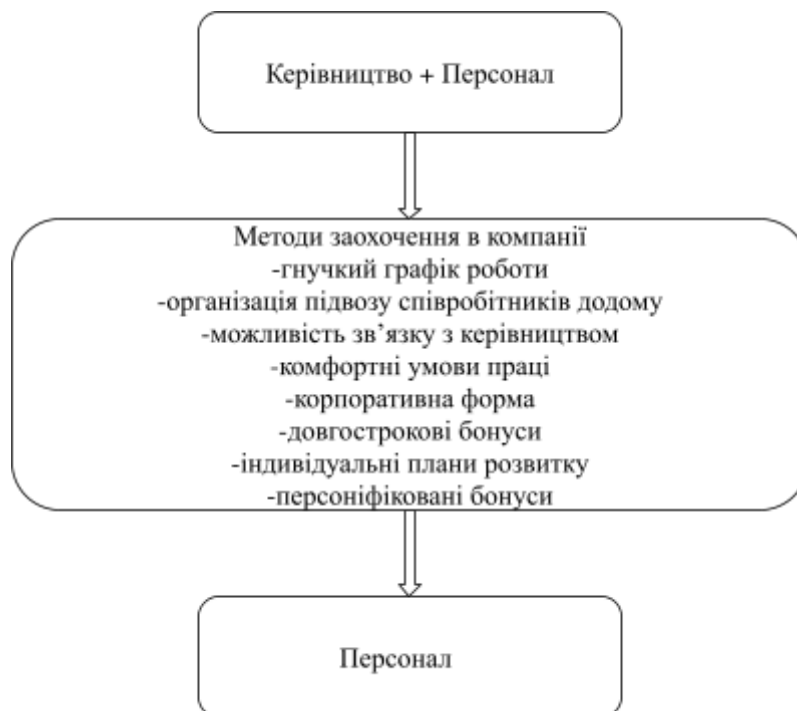 Керівництво + Персонал
Методи заохочення в компанії
-гнучкий графік роботи
-організація підвозу співробітників додому
-можливість зв’язку з керівництвом
-комфортні умови праці
-корпоративна форма
-довгострокові бонуси
-індивідуальні плани розвитку
-персоніфіковані бонуси
Персонал